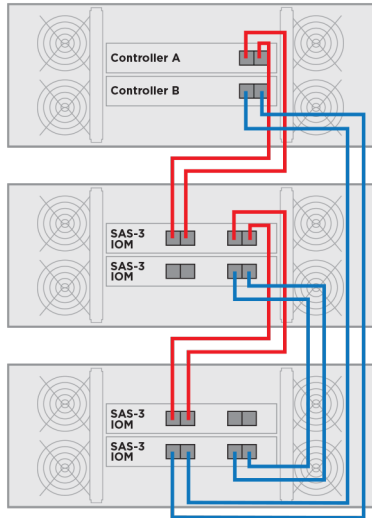 Controller A
Controller B
SAS-3
IOM
SAS-3
IOM
SAS-3
IOM
SAS-3
IOM